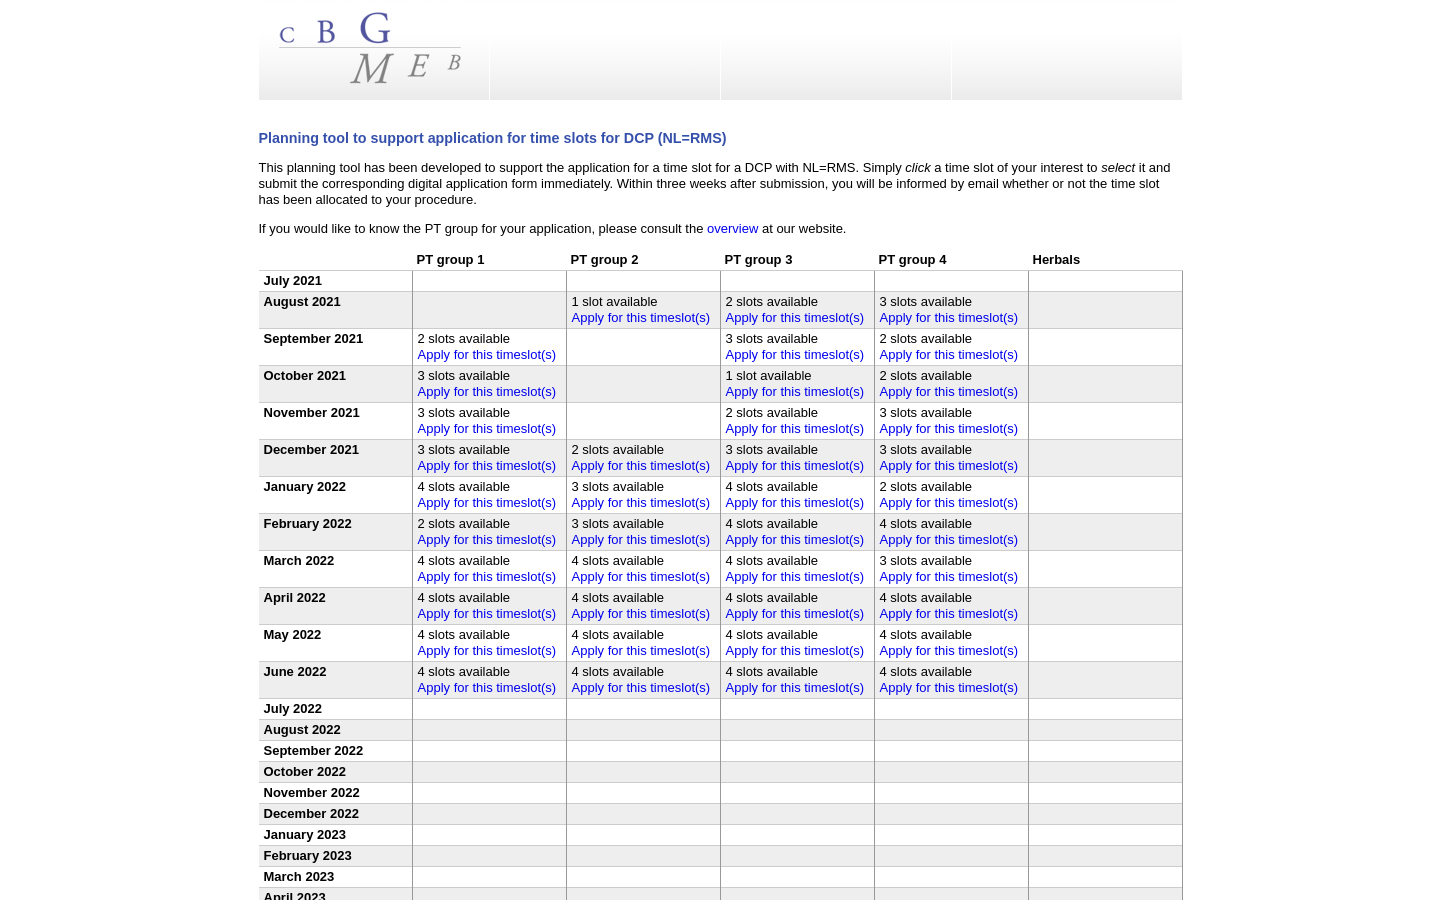 C B G
M E B
Planning tool to support application for time slots for DCP (NL=RMS)
This planning tool has been developed to support the application for a time slot for a DCP with NL=RMS. Simply click a time slot of your interest to select it and
submit the corresponding digital application form immediately. Within three weeks after submission, you will be informed by email whether or not the time slot
has been allocated to your procedure.
If you would like to know the PT group for your application, please consult the overview at our website.
PT group 1 PT group 2 PT group 3 PT group 4 Herbals
July 2021
August 2021 1 slot available 2 slots available 3 slots available
Apply for this timeslot(s) Apply for this timeslot(s) Apply for this timeslot(s)
September 2021 2 slots available 3 slots available 2 slots available
Apply for this timeslot(s) Apply for this timeslot(s) Apply for this timeslot(s)
October 2021 3 slots available 1 slot available 2 slots available
Apply for this timeslot(s) Apply for this timeslot(s) Apply for this timeslot(s)
November 2021 3 slots available 2 slots available 3 slots available
Apply for this timeslot(s) Apply for this timeslot(s) Apply for this timeslot(s)
December 2021 3 slots available 2 slots available 3 slots available 3 slots available
Apply for this timeslot(s) Apply for this timeslot(s) Apply for this timeslot(s) Apply for this timeslot(s)
January 2022 4 slots available 3 slots available 4 slots available 2 slots available
Apply for this timeslot(s) Apply for this timeslot(s) Apply for this timeslot(s) Apply for this timeslot(s)
February 2022 2 slots available 3 slots available 4 slots available 4 slots available
Apply for this timeslot(s) Apply for this timeslot(s) Apply for this timeslot(s) Apply for this timeslot(s)
March 2022 4 slots available 4 slots available 4 slots available 3 slots available
Apply for this timeslot(s) Apply for this timeslot(s) Apply for this timeslot(s) Apply for this timeslot(s)
April 2022 4 slots available 4 slots available 4 slots available 4 slots available
Apply for this timeslot(s) Apply for this timeslot(s) Apply for this timeslot(s) Apply for this timeslot(s)
May 2022 4 slots available 4 slots available 4 slots available 4 slots available
Apply for this timeslot(s) Apply for this timeslot(s) Apply for this timeslot(s) Apply for this timeslot(s)
June 2022 4 slots available 4 slots available 4 slots available 4 slots available
Apply for this timeslot(s) Apply for this timeslot(s) Apply for this timeslot(s) Apply for this timeslot(s)
July 2022
August 2022
September 2022
October 2022
November 2022
December 2022
January 2023
February 2023
March 2023
April 2023